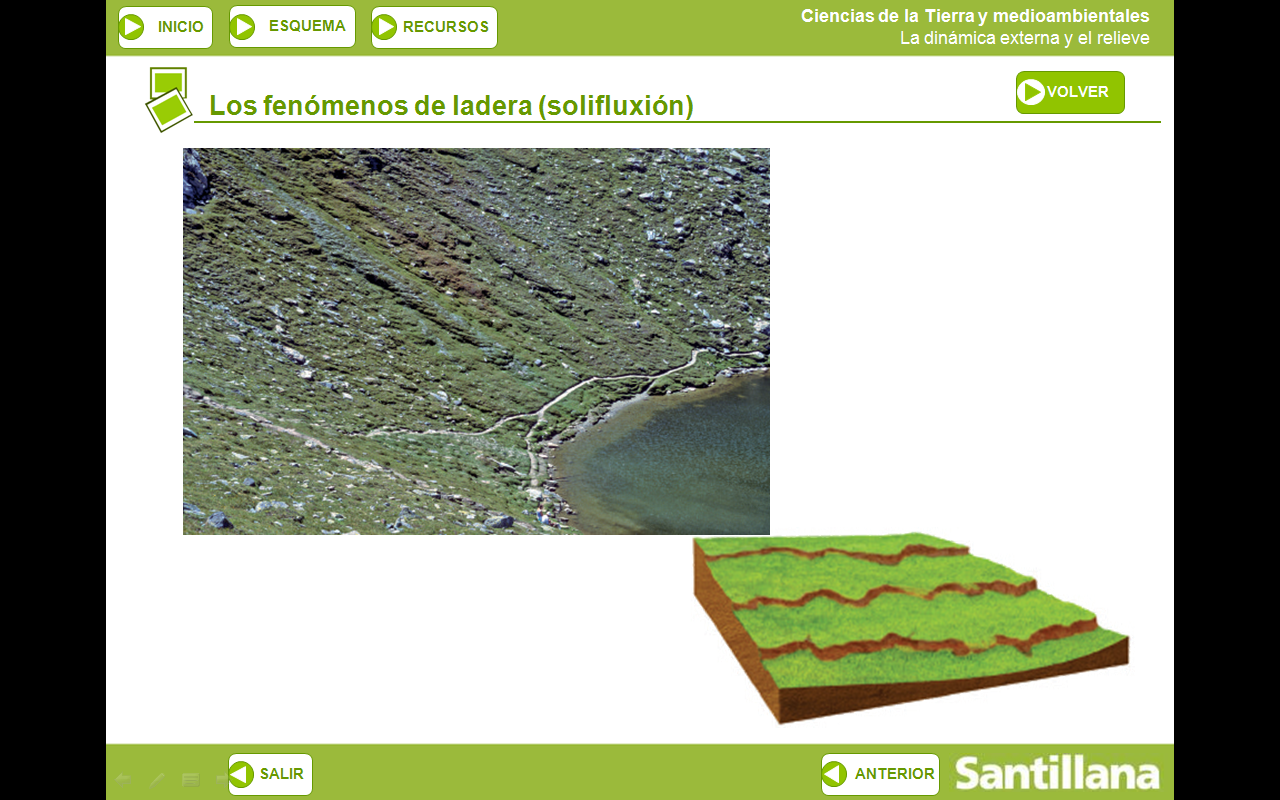 INICIO
ESQUEMA
RECURSOS
Ciencias de la Tierra y medioambientales
La dinámica externa y el relieve
Los fenómenos de ladera (solifluxión)
VOLVER
SALIR
ANTERIOR
Santillana